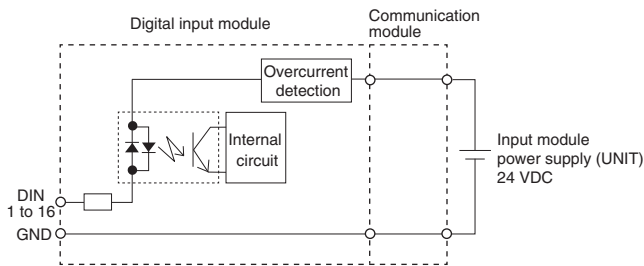 Digital input module
Communication
module
Overcurrent
detection
Internal
circuit
Input module
power supply (UNIT)
24 VDC
DIN
1 to 16
GND